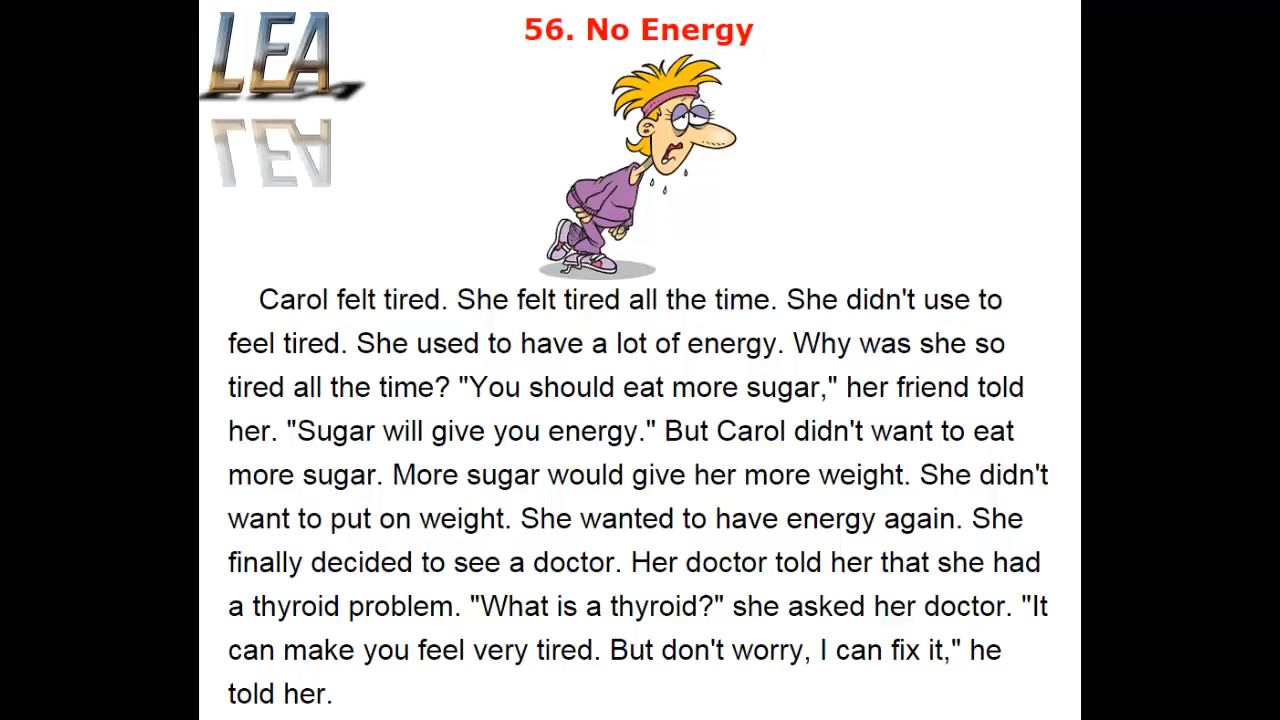 LEA
56. No Energy
Carol felt tired. She felt tired all the time. She didn't use to
feel tired. She used to have a lot of energy. Why was she so
tired all the time? "You should eat more sugar," her friend told
her. "Sugar will give you energy." But Carol didn't want to eat
more sugar. More sugar would give her more weight. She didn't
want to put on weight. She wanted to have energy again. She
finally decided to see a doctor. Her doctor told her that she had
a thyroid problem. "What is a thyroid?" she asked her doctor. "It
can make you feel very tired. But don't worry, I can fix it," he
told her.